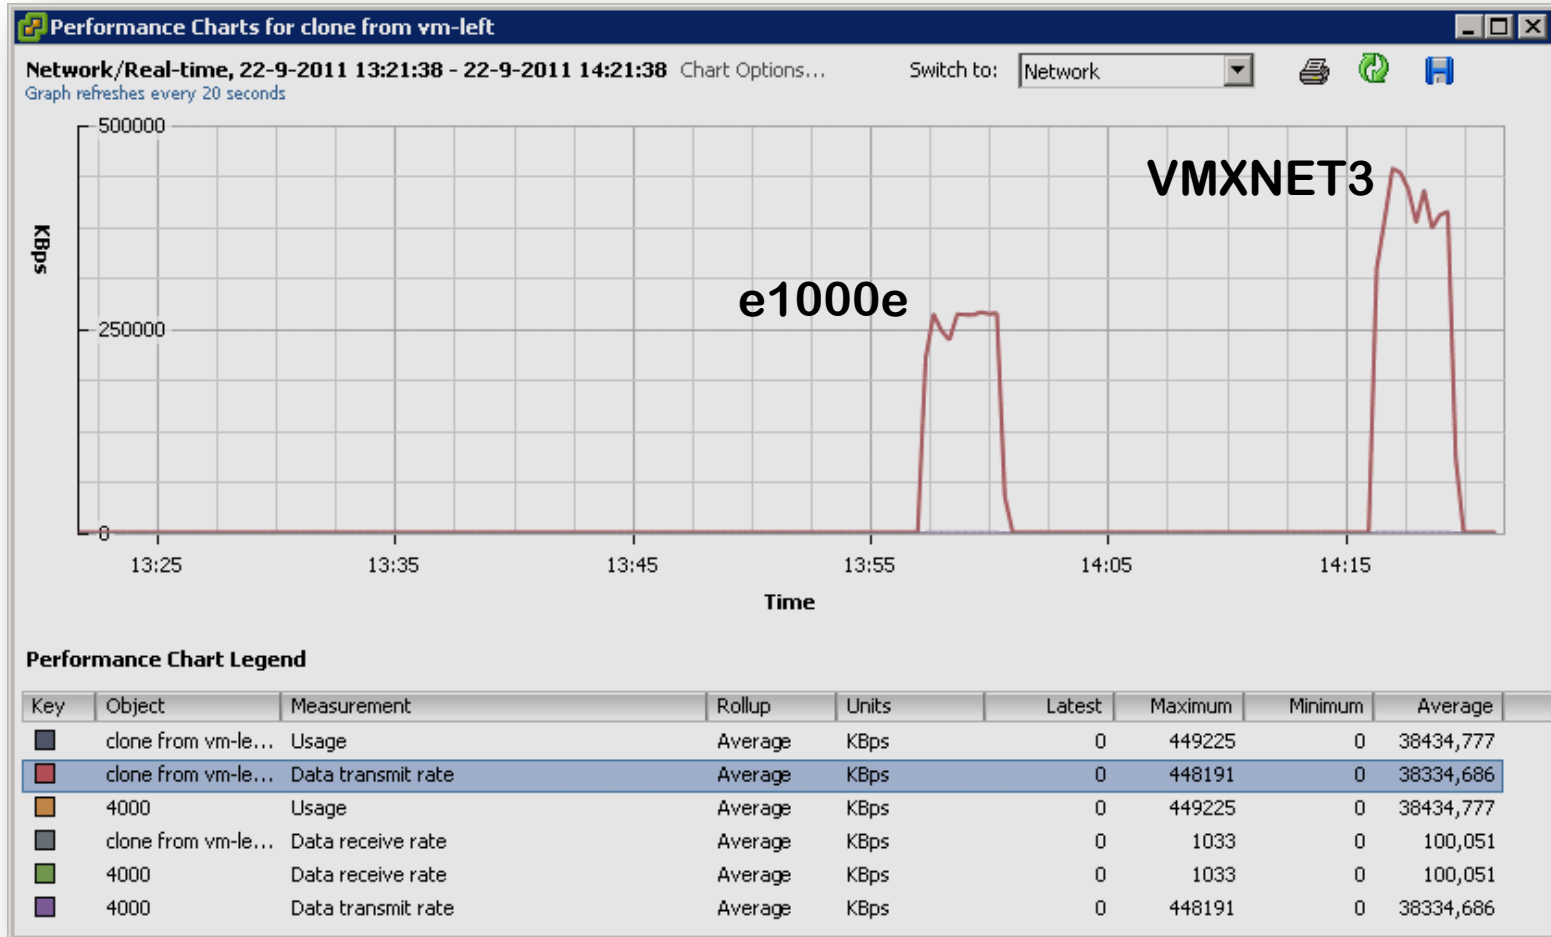 Performance Charts for clone from vm-left
Network/Real-time, 22-9-2011 13:21:38 - 22-9-2011 14:21:38 Chart Options... Switch to: Network
Graph refreshes every 20 seconds
500000
VMXNET3
KBps
e1000e
250000
0
13:25 13:35 13:45 13:55 14:05 14:15
Time
Performance Chart Legend
Key Object Measurement Rollup Units Latest Maximum Minimum Average
clone from vm-le... Usage Average KBps 0 449225 0 38434,777
clone from vm-le... Data transmit rate Average KBps 0 448191 0 38334,686
4000 Usage Average KBps 0 449225 0 38434,777
clone from vm-le... Data receive rate Average KBps 0 1033 0 100,051
4000 Data receive rate Average KBps 0 1033 0 100,051
4000 Data transmit rate Average KBps 0 448191 0 38334,686